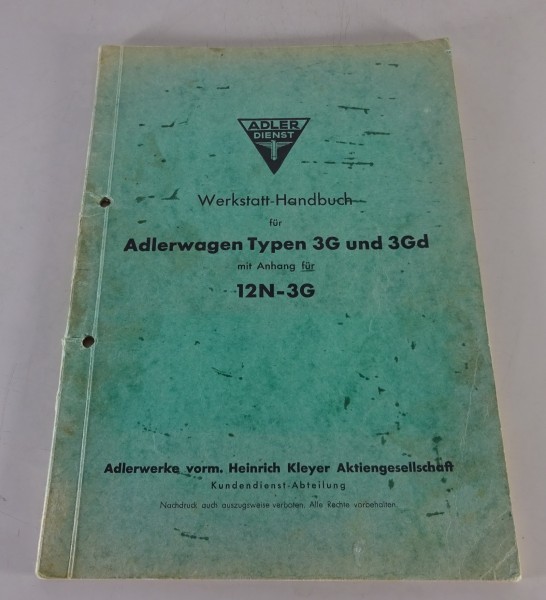 ADLER
DIENST
Werkstatt-Handbuch
für
Adlerwagen Typen 3G und 3Gd
mit Anhang für
12N-3G
Adlerwerke vorm. Heinrich Kleyer Aktiengesellschaft
Kundendienst-Abteilung
Nachdruck, auch auszugsweise verboten. Alle Rechte vorbehalten.